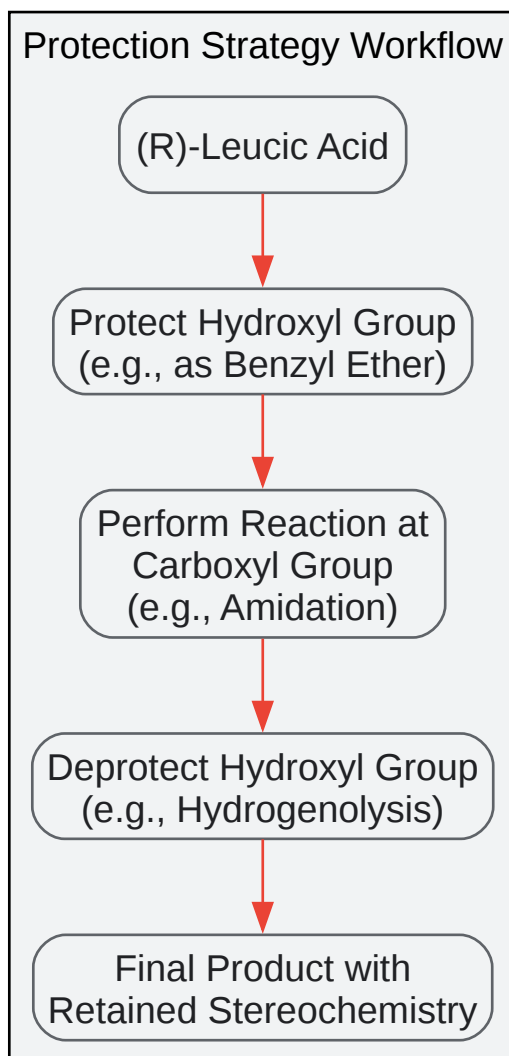 Protection Strategy Workflow
(R)-Leucic Acid
Protect Hydroxyl Group
(e.g., as Benzyl Ether)
Perform Reaction at
Carboxyl Group
(e.g., Amidation)
Deprotect Hydroxyl Group
(e.g., Hydrogenolysis)
Final Product with
Retained Stereochemistry